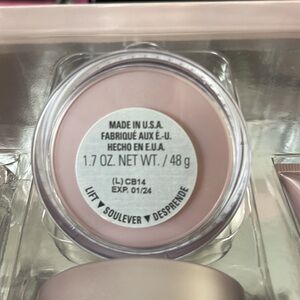 MADE IN U.S.A.
FABRIQUÉ AUX É.-U.
HECHO EN E.U.A.
1.7 OZ. NET WT. / 48 g
(L) CB14
EXP. 01/24
LIFT ▼ SOULEVER ▼ DESPRENDE